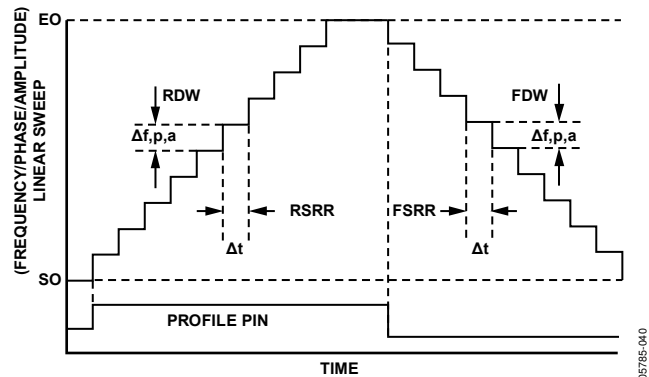 EO
(FREQUENCY/PHASE/AMPLITUDE)
LINEAR SWEEP
RDW
Δf,p,a
FDW
Δf,p,a
RSRR
FSRR
Δt
Δt
SO
PROFILE PIN
TIME
05785-040